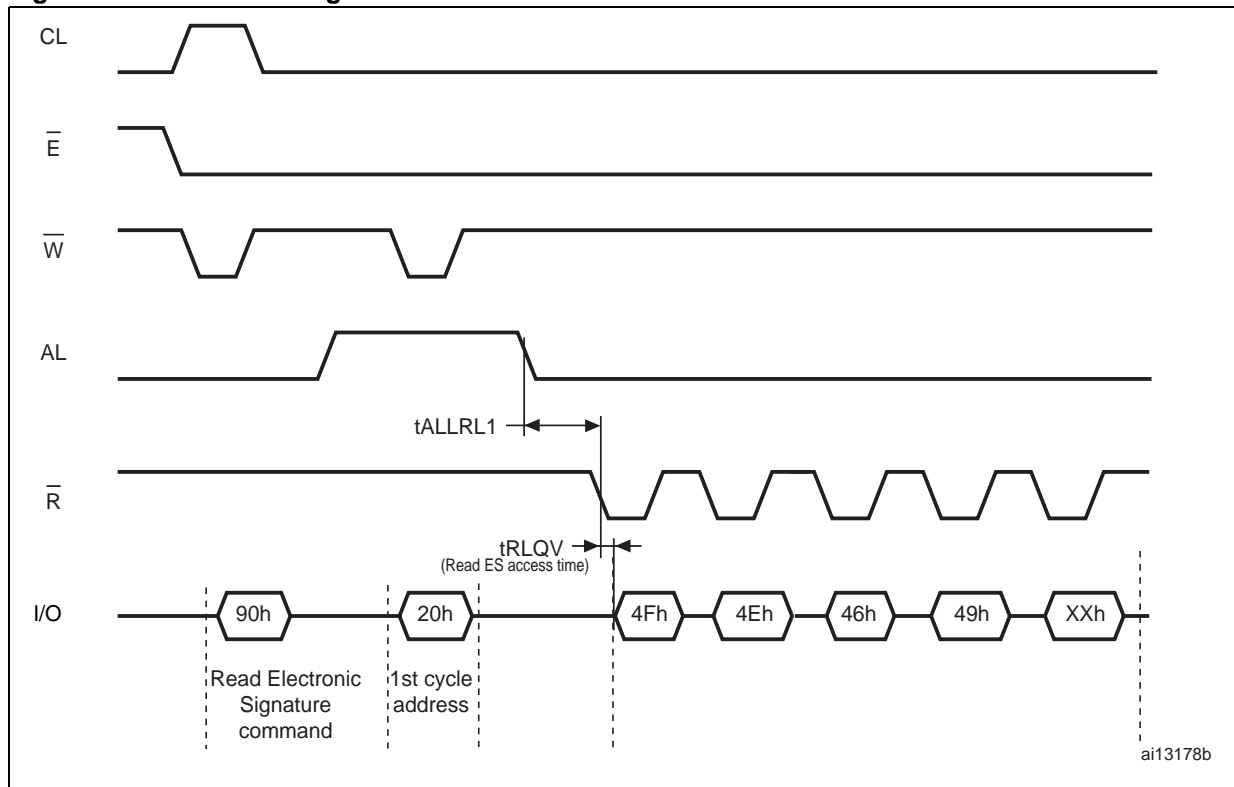 CL
E
W
AL
tALLRL1
R
tRLQV
(Read ES access time)
I/O
90h
20h
4Fh
4Eh
46h
49h
XXh
Read Electronic
Signature
command
1st cycle
address
ai13178b